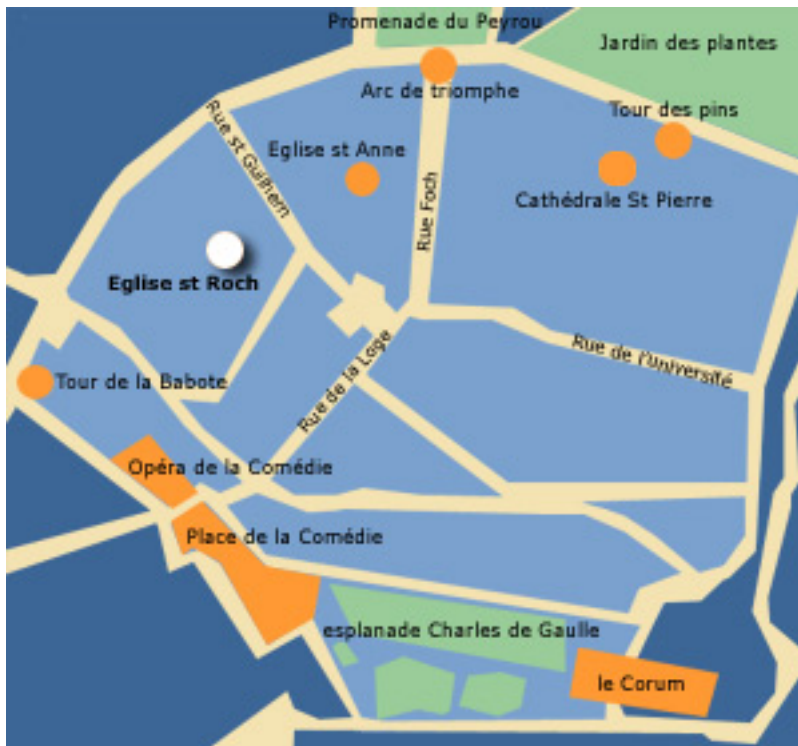 Promenade du Peyrou
Jardin des plantes
Arc de triomphe
Tour des pins
Rue st Guilhem
Eglise st Anne
Cathédrale St Pierre
Rue Foch
Eglise st Roch
Rue de la Loge
Rue de l'université
Tour de la Babote
Opéra de la Comédie
Place de la Comédie
esplanade Charles de Gaulle
le Corum